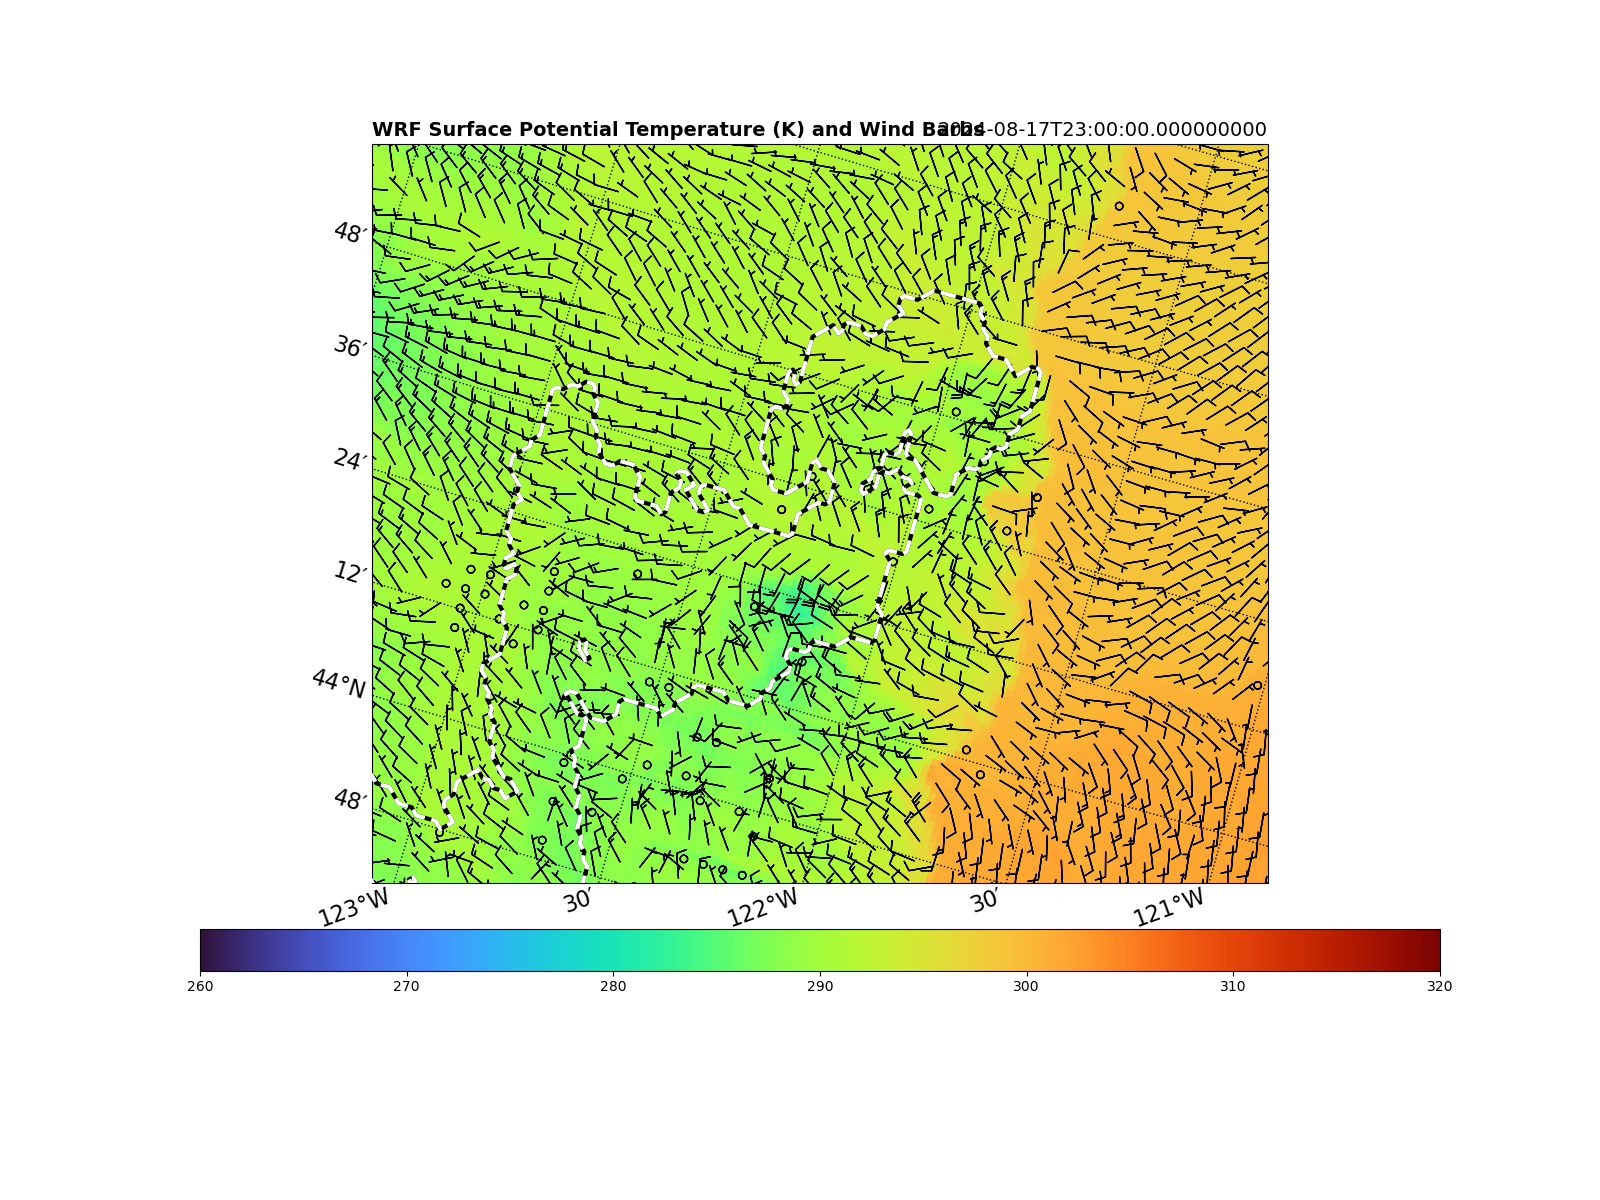 WRF Surface Potential Temperature (K) and Wind Barbs 2024-08-17T23:00:00.000000000
48′
36′
24′
12′
44°N
48′
123°W 30′ 122°W 30′ 121°W
260 270 280 290 300 310 320